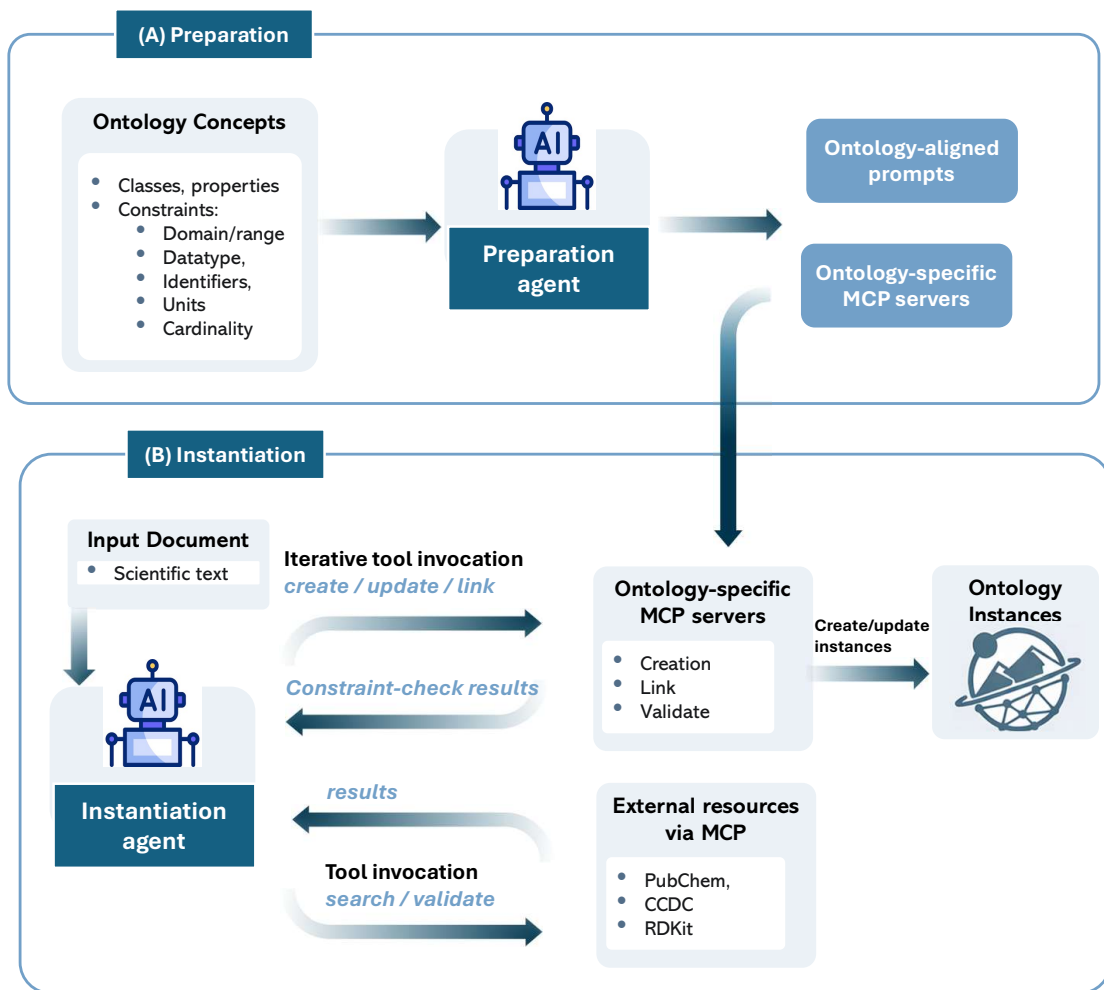 (A) Preparation
Ontology Concepts
• Classes, properties
• Constraints:
• Domain/range
• Datatype,
• Identifiers,
• Units
• Cardinality
AI
Preparation
agent
Ontology-aligned
prompts
Ontology-specific
MCP servers
(B) Instantiation
Input Document
• Scientific text
AI
Instantiation
agent
Iterative tool invocation
create / update / link
Constraint-check results
results
Tool invocation
search / validate
Ontology-specific
MCP servers
• Creation
• Link
• Validate
Create/update
instances
Ontology
Instances
External resources
via MCP
• PubChem,
• CCDC
• RDKit